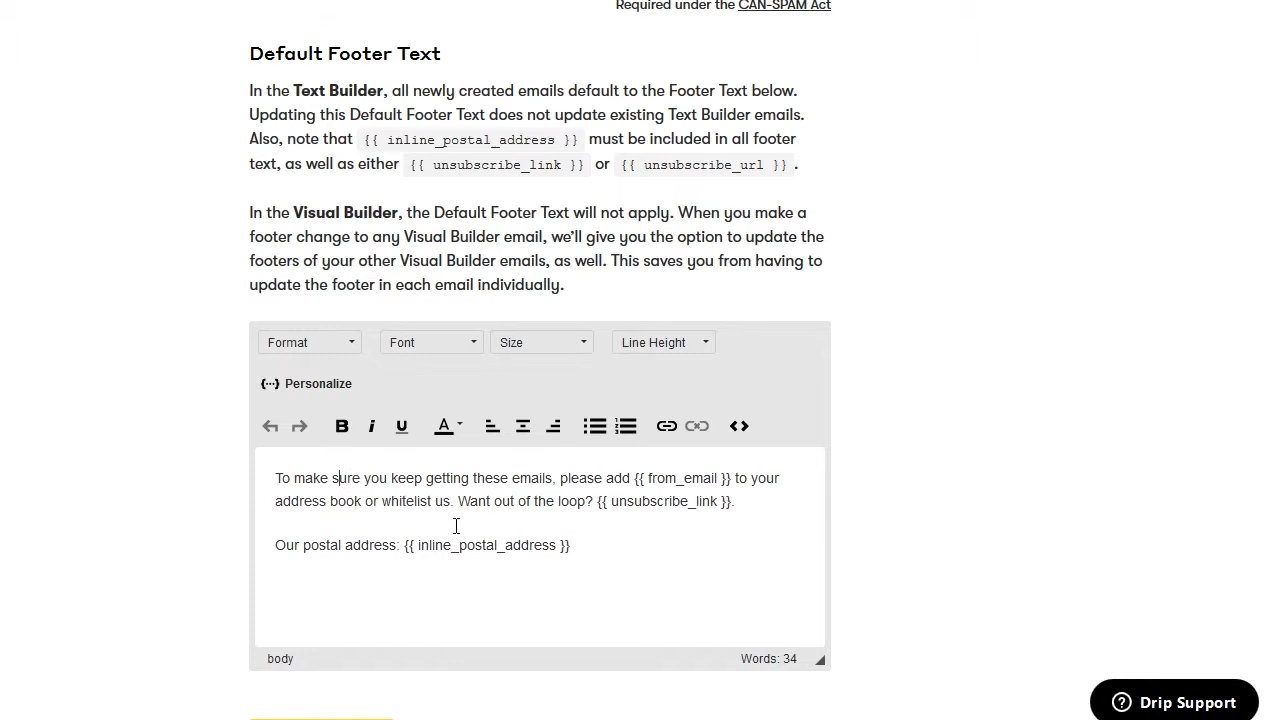 Required under the CAN-SPAM Act
Default Footer Text
In the Text Builder, all newly created emails default to the Footer Text below.
Updating this Default Footer Text does not update existing Text Builder emails.
Also, note that {{ inline_postal_address }} must be included in all footer
text, as well as either {{ unsubscribe_link }} or {{ unsubscribe_url }}.
In the Visual Builder, the Default Footer Text will not apply. When you make a
footer change to any Visual Builder email, we'll give you the option to update the
footers of your other Visual Builder emails, as well. This saves you from having to
update the footer in each email individually.
Format Font Size Line Height
{···} Personalize
B i U A
To make sure you keep getting these emails, please add {{ from_email }} to your
address book or whitelist us. Want out of the loop? {{ unsubscribe_link }}.
Our postal address: {{ inline_postal_address }}
body Words: 34
Drip Support